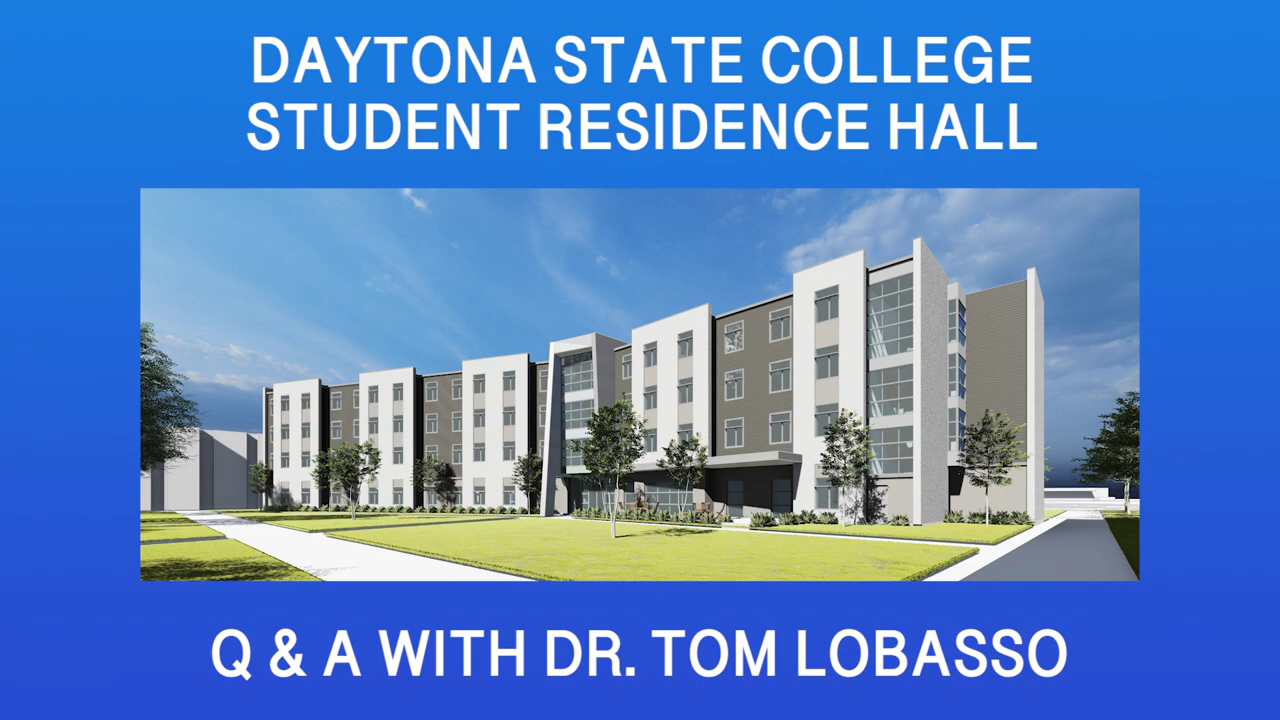 DAYTONA STATE COLLEGE
STUDENT RESIDENCE HALL
Q & A WITH DR. TOM LOBASSO